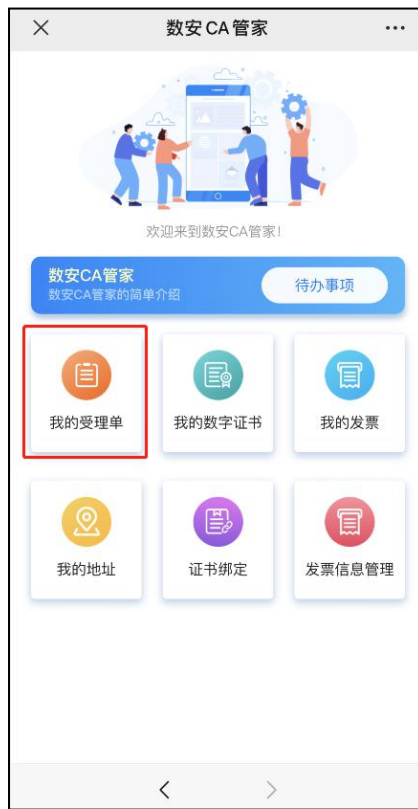 数安CA管家
欢迎来到数安CA管家!
数安CA管家
数安CA管家的简单介绍
待办事项
我的受理单
我的数字证书
我的发票
我的地址
证书绑定
发票信息管理